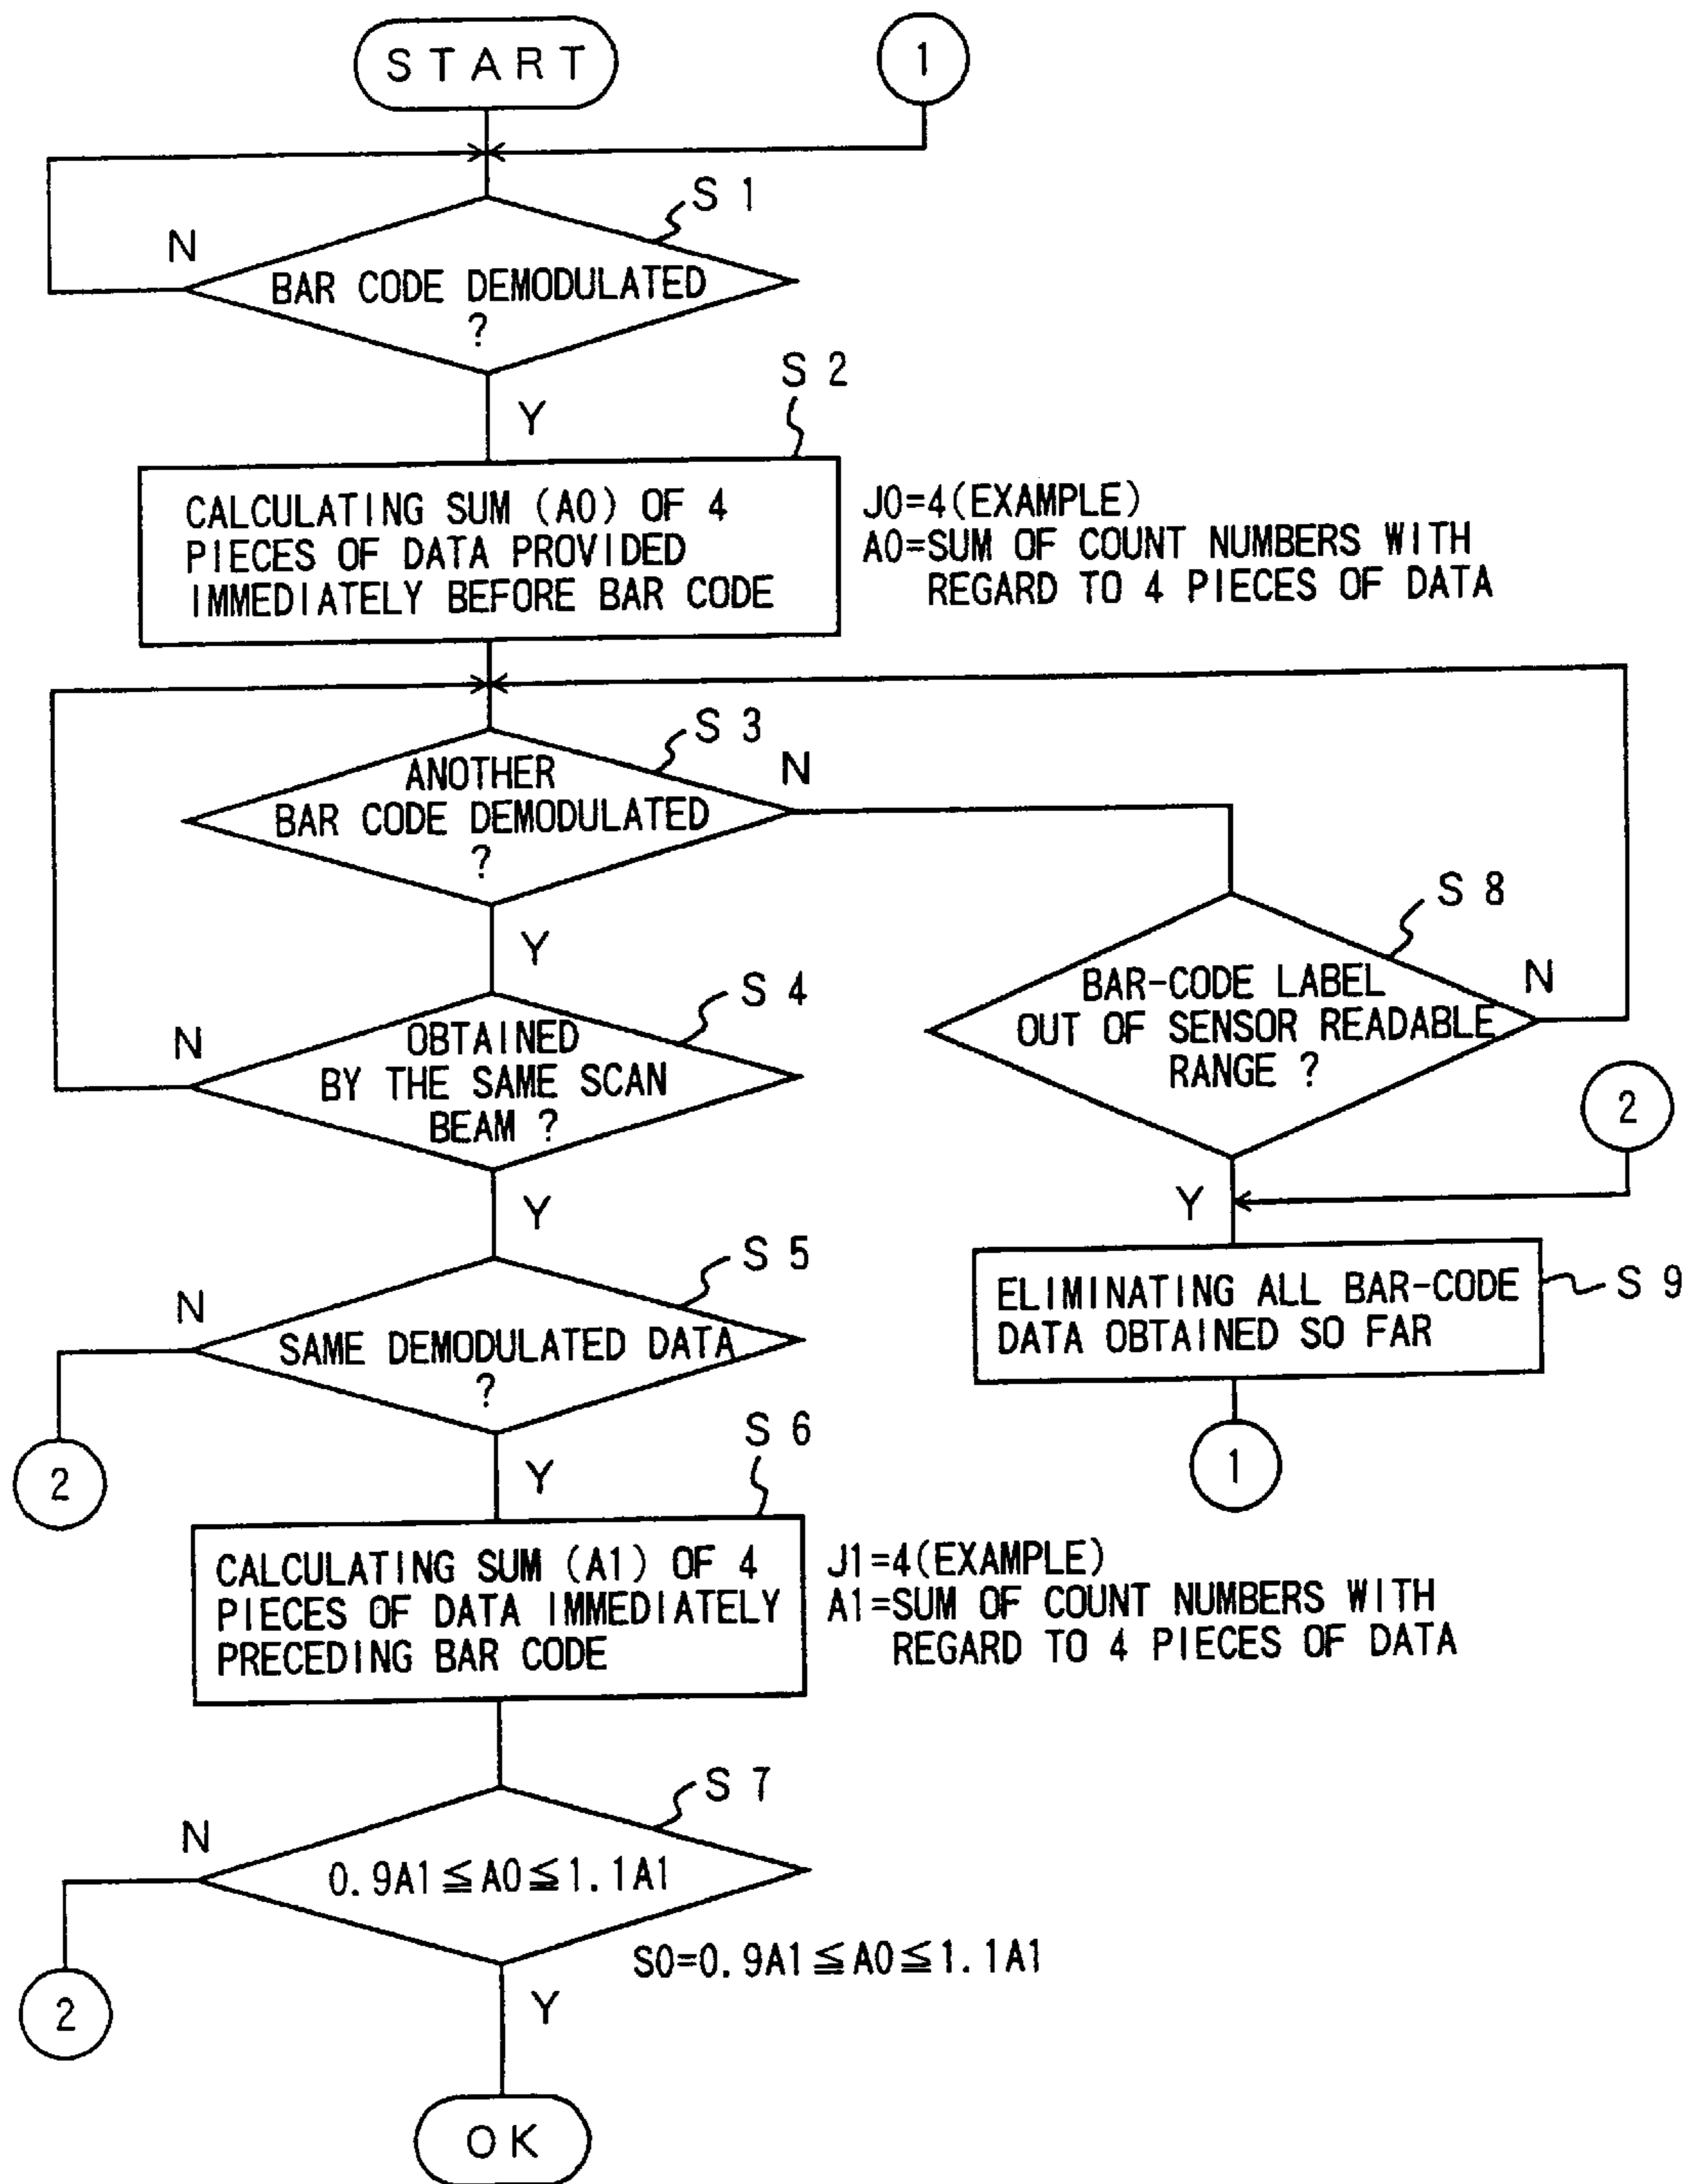 START
1
S 1
N
BAR CODE DEMODULATED
?
S 2
Y
CALCULATING SUM (A0) OF 4
PIECES OF DATA PROVIDED
IMMEDIATELY BEFORE BAR CODE
J0=4(EXAMPLE)
A0=SUM OF COUNT NUMBERS WITH
REGARD TO 4 PIECES OF DATA
S 3
N
ANOTHER
BAR CODE DEMODULATED
?
S 8
Y
BAR-CODE LABEL
OUT OF SENSOR READABLE
RANGE ?
N
S 4
N
OBTAINED
BY THE SAME SCAN
BEAM ?
2
Y
Y
S 5
N
SAME DEMODULATED DATA
?
ELIMINATING ALL BAR-CODE
DATA OBTAINED SO FAR
S 9
2
1
S 6
Y
CALCULATING SUM (A1) OF 4
PIECES OF DATA IMMEDIATELY
PRECEDING BAR CODE
J1=4(EXAMPLE)
A1=SUM OF COUNT NUMBERS WITH
REGARD TO 4 PIECES OF DATA
S 7
N
0.9A1≦A0≦1.1A1
S0=0.9A1≦A0≦1.1A1
2
Y
OK